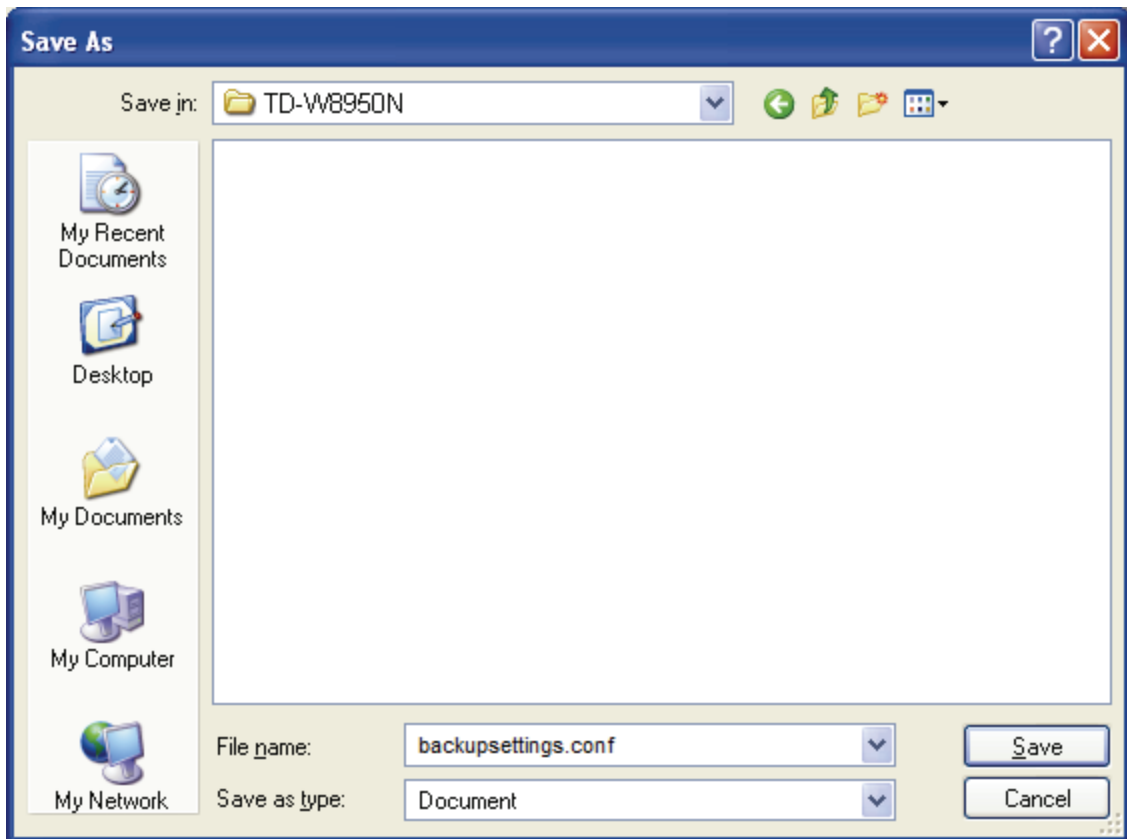 Save As
Save in:
TD-W8950N
My Recent
Documents
Desktop
My Documents
My Computer
My Network
File name:
backupsettings.conf
Save
Save as type:
Document
Cancel